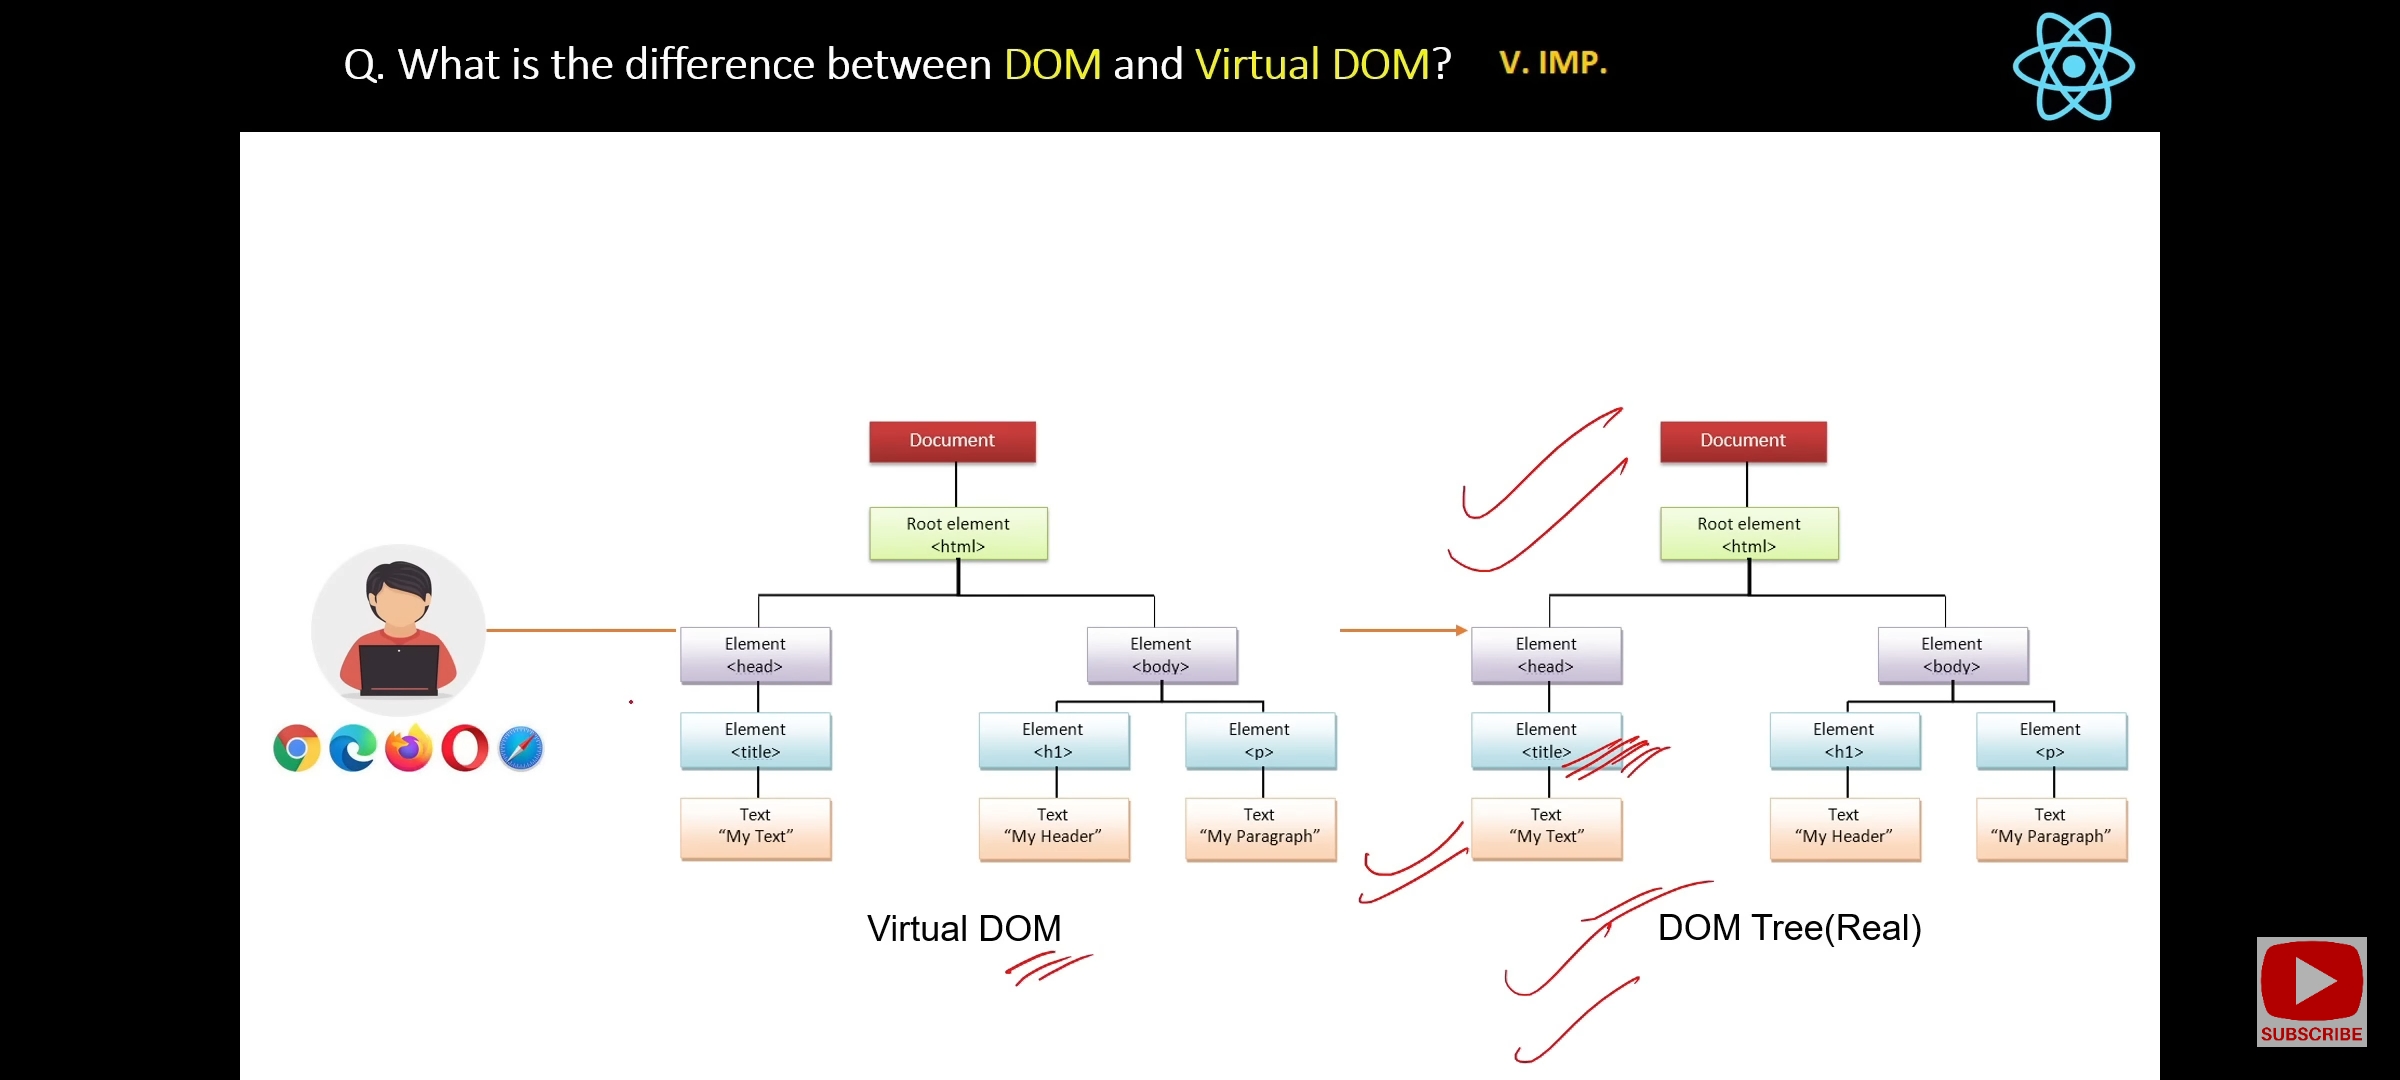 Q. What is the difference between DOM and Virtual DOM? V. IMP.
Document
Root element
<html>
Element
<head>
Element
<body>
Element
<title>
Element
<h1>
Element
<p>
Text
“My Text”
Text
“My Header”
Text
“My Paragraph”
Virtual DOM
Document
Root element
<html>
Element
<head>
Element
<body>
Element
<title>
Element
<h1>
Element
<p>
Text
“My Text”
Text
“My Header”
Text
“My Paragraph”
DOM Tree(Real)
SUBSCRIBE